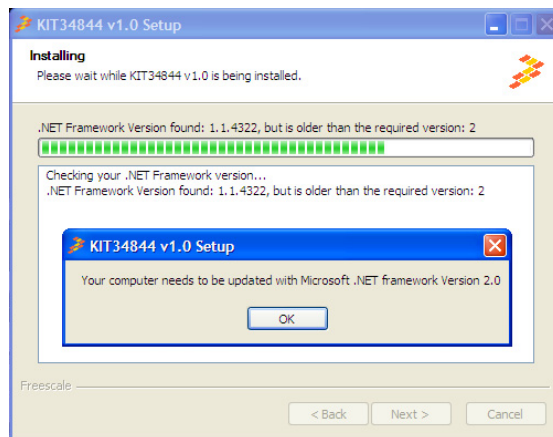 KIT34844 v1.0 Setup
Installing
Please wait while KIT34844 v1.0 is being installed.
.NET Framework Version found: 1.1.4322, but is older than the required version: 2
Checking your .NET Framework version...
.NET Framework Version found: 1.1.4322, but is older than the required version: 2
KIT34844 v1.0 Setup
Your computer needs to be updated with Microsoft .NET framework Version 2.0
OK
Freescale
< Back Next > Cancel